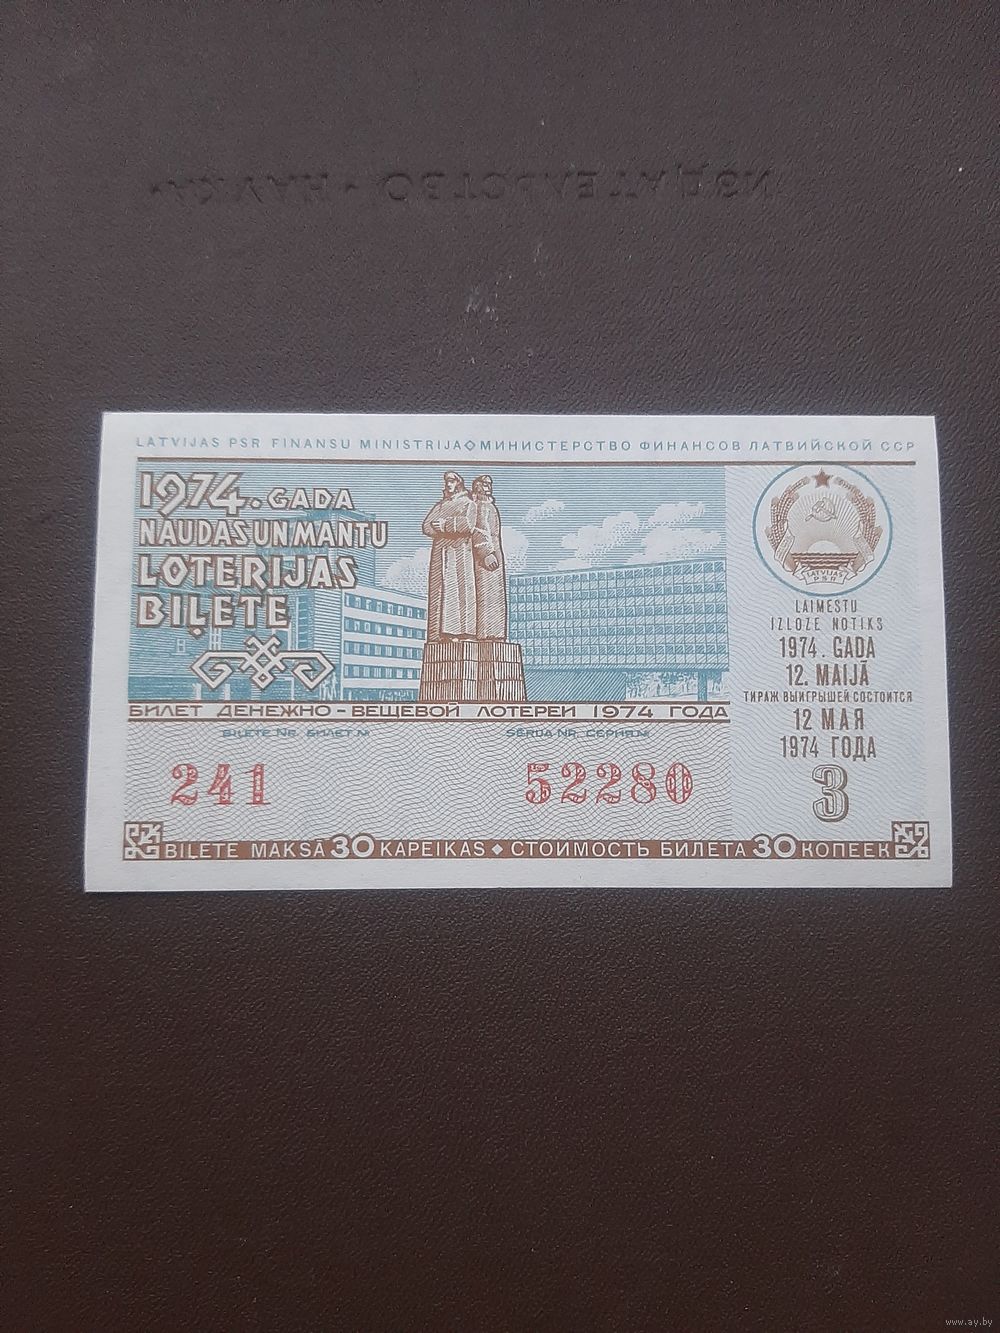 ИЗДАТЕЛЬСТВО · НАУКА ·
LATVIJAS PSR FINANSU MINISTRIJA ◇ МИНИСТЕРСТВО ФИНАНСОВ ЛАТВИЙСКОЙ ССР
1974. GADA
NAUDAS UN MANTU
LOTERIJAS
BIĻETE
LATVIJAS
PSR
LAIMESTU
IZLOZE NOTIKS
1974. GADA
12. MAIJĀ
ТИРАЖ ВЫИГРЫШЕЙ СОСТОИТСЯ
12 МАЯ
1974 ГОДА
3
БИЛЕТ ДЕНЕЖНО - ВЕЩЕВОЙ ЛОТЕРЕИ 1974 ГОДА
BIĻETE NR. БИЛЕТ № SĒRIJA NR. СЕРИЯ №
241 52280
BIĻETE MAKSĀ 30 KAPEIKAS ◆ СТОИМОСТЬ БИЛЕТА 30 КОПЕЕК
www.ay.by